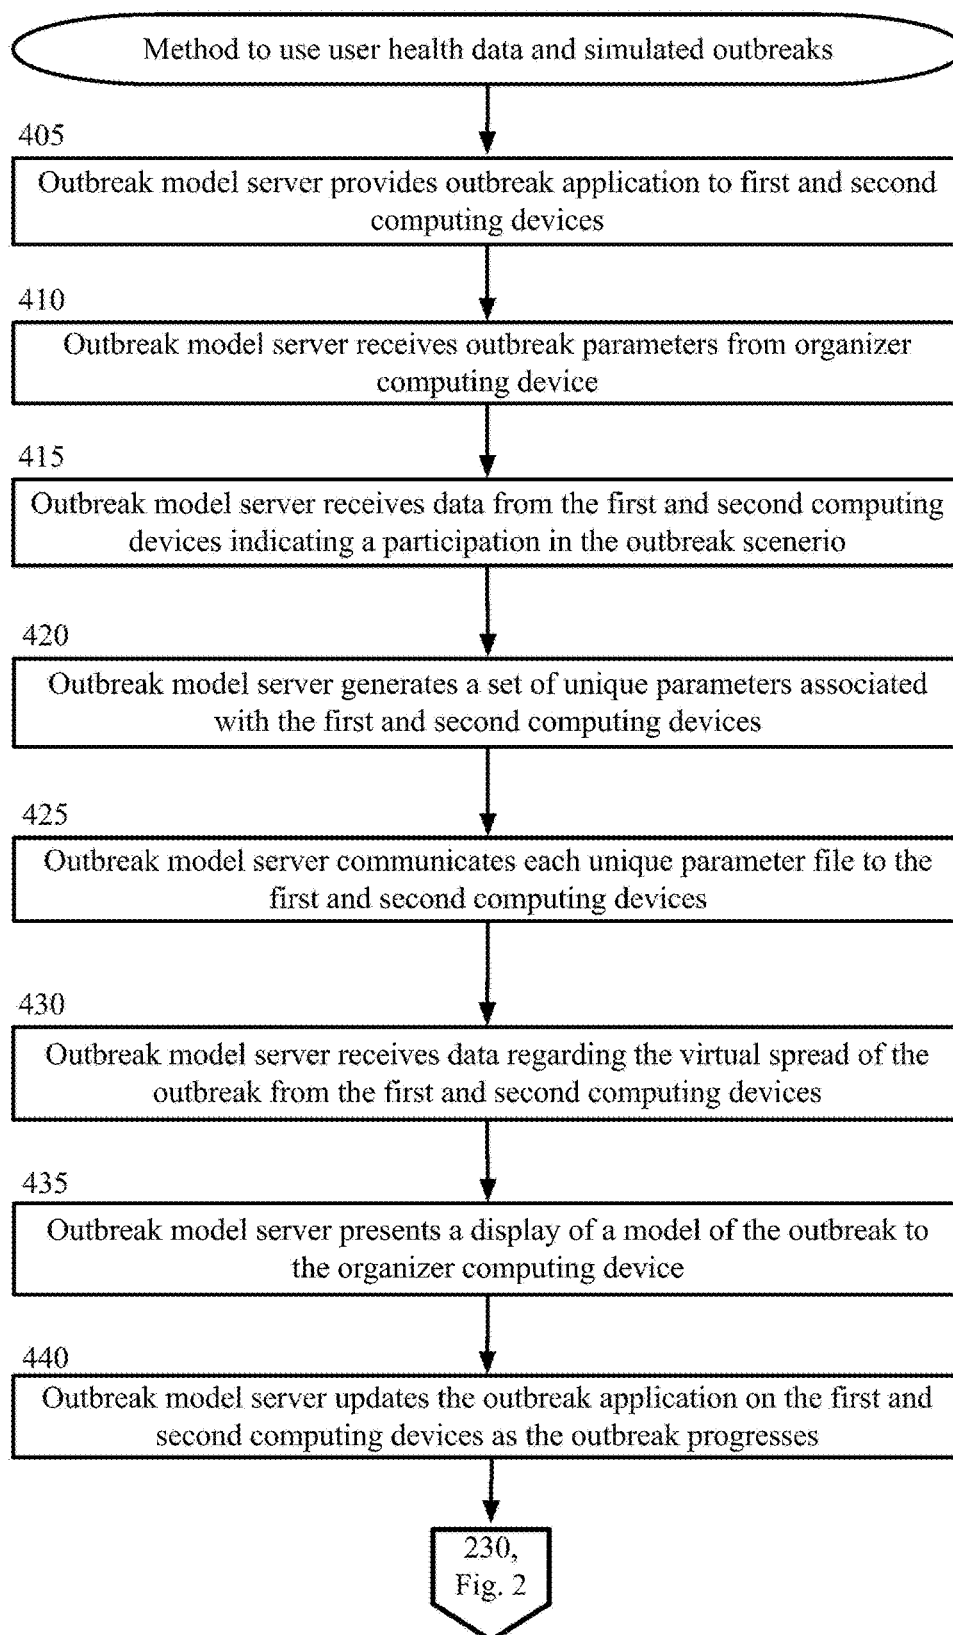 Method to use user health data and simulated outbreaks
405
Outbreak model server provides outbreak application to first and second
computing devices
410
Outbreak model server receives outbreak parameters from organizer
computing device
415
Outbreak model server receives data from the first and second computing
devices indicating a participation in the outbreak scenerio
420
Outbreak model server generates a set of unique parameters associated
with the first and second computing devices
425
Outbreak model server communicates each unique parameter file to the
first and second computing devices
430
Outbreak model server receives data regarding the virtual spread of the
outbreak from the first and second computing devices
435
Outbreak model server presents a display of a model of the outbreak to
the organizer computing device
440
Outbreak model server updates the outbreak application on the first and
second computing devices as the outbreak progresses
230,
Fig. 2